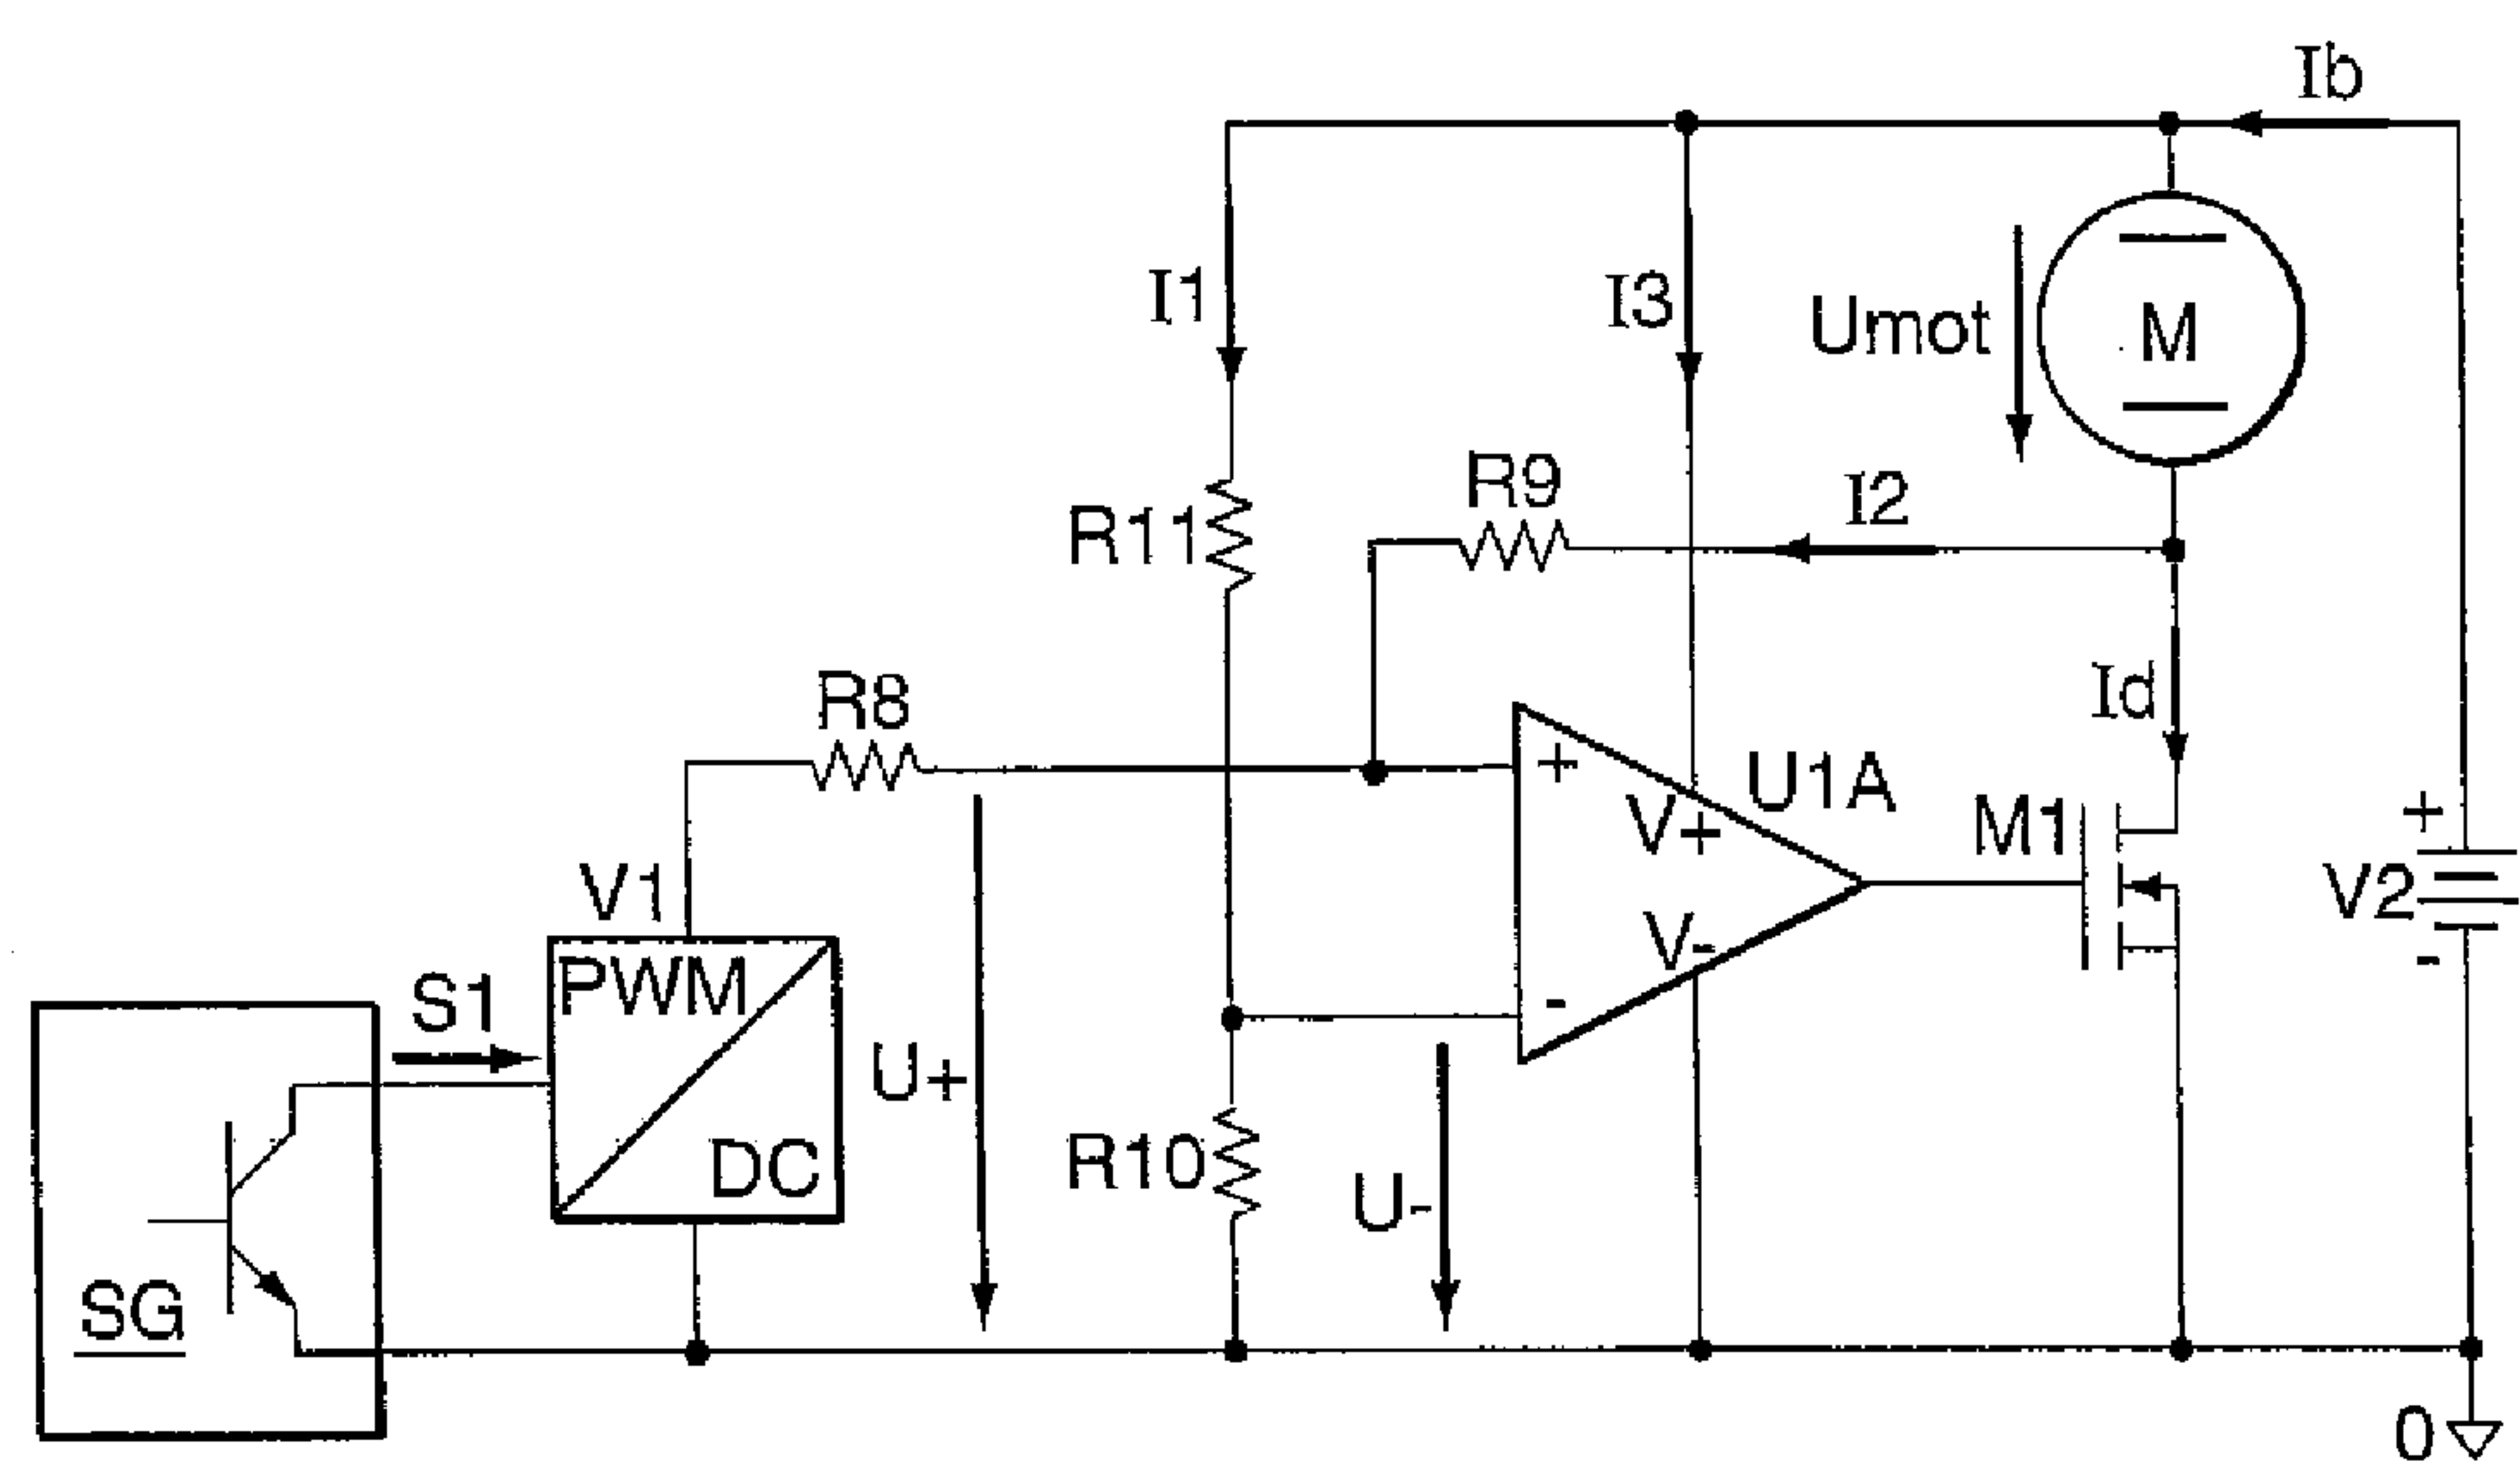 Ib
I1
I3
Umot
M
R9
I2
R11
Id
R8
+
V+
U1A
M1
+
V1
V2
V-
PWM
S1
-
-
U+
DC
R10
U-
SG
0